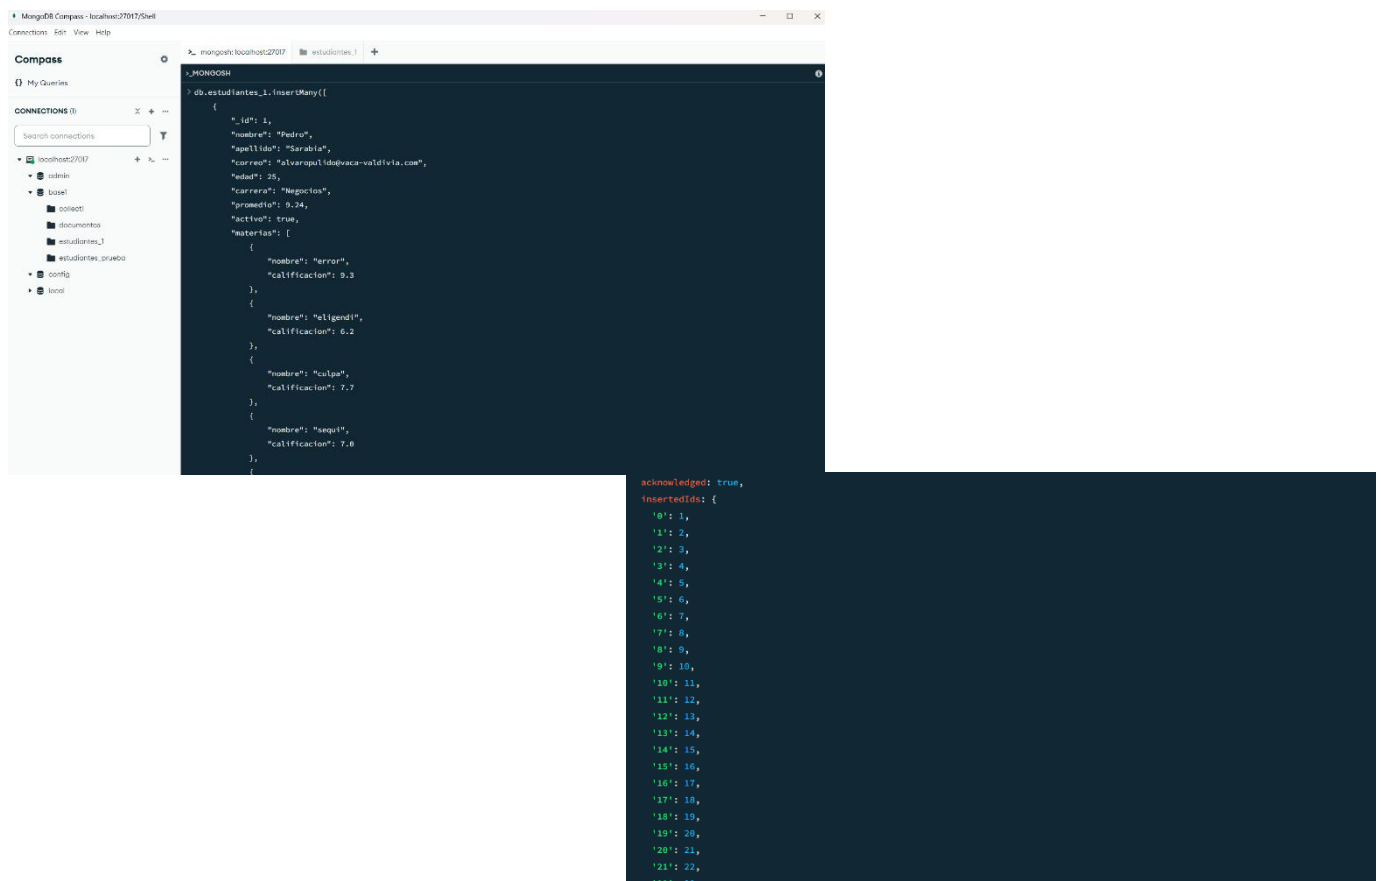 MongoDB Compass - localhost:27017/Shell
Connections Edit View Help
Compass
{} My Queries
CONNECTIONS (1)
Search connections
localhost:27017
admin
base1
collect1
documentos
estudiantes_1
estudiantes_prueba
config
local
>_ mongosh: localhost:27017 estudiantes_1 +
>_MONGOSH
> db.estudiantes_1.insertMany([
{
"_id": 1,
"nombre": "Pedro",
"apellido": "Sarabia",
"correo": "alvaropulido@vaca-valdivia.com",
"edad": 25,
"carrera": "Negocios",
"promedio": 9.24,
"activo": true,
"materias": [
{
"nombre": "error",
"calificacion": 9.3
},
{
"nombre": "eligendi",
"calificacion": 6.2
},
{
"nombre": "culpa",
"calificacion": 7.7
},
{
"nombre": "sequi",
"calificacion": 7.0
},
{
acknowledged: true,
insertedIds: {
'0': 1,
'1': 2,
'2': 3,
'3': 4,
'4': 5,
'5': 6,
'6': 7,
'7': 8,
'8': 9,
'9': 10,
'10': 11,
'11': 12,
'12': 13,
'13': 14,
'14': 15,
'15': 16,
'16': 17,
'17': 18,
'18': 19,
'19': 20,
'20': 21,
'21': 22,